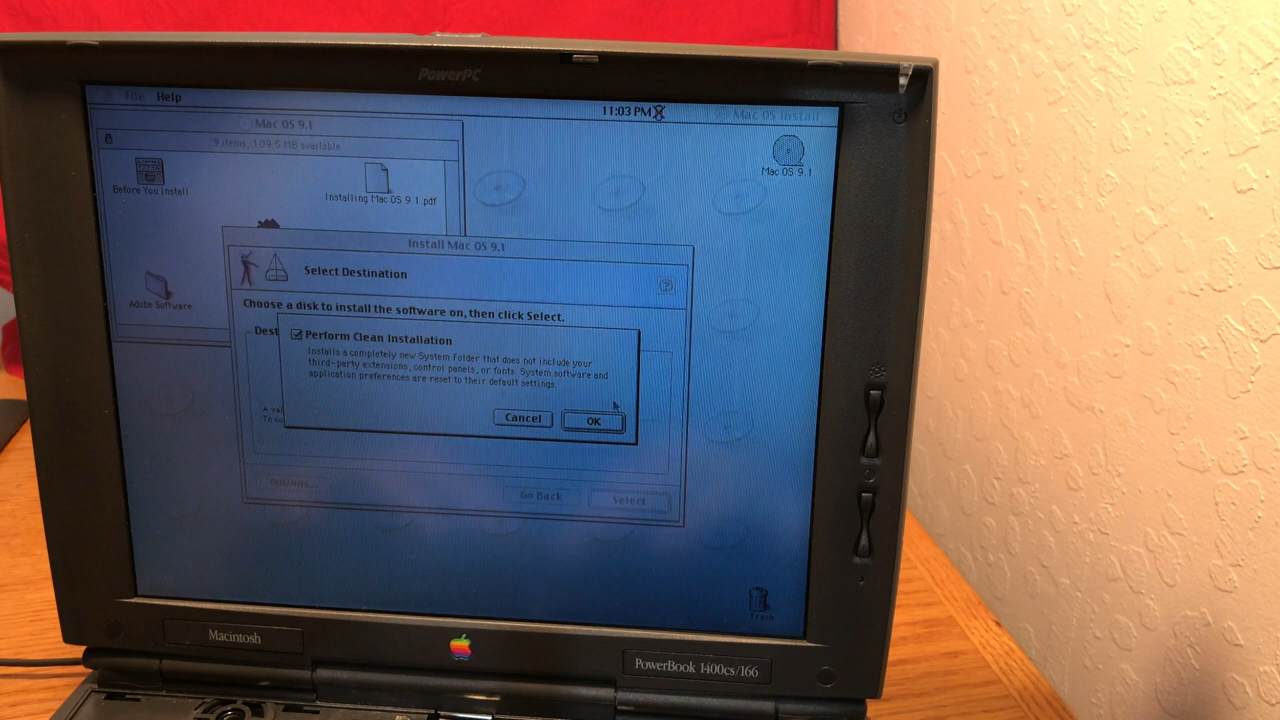 PowerPC
File Help
11:03 PM
Mac OS Install
Mac OS 9.1
9 items, 109.5 MB available
Mac OS 9.1
Before You Install
Installing Mac OS 9.1.pdf
Adobe Software
Install Mac OS 9.1
Select Destination
?
Choose a disk to install the software on, then click Select.
Dest
Perform Clean Installation
Installs a completely new System Folder that does not include your
third-party extensions, control panels, or fonts. System software and
application preferences are reset to their default settings.
A val
To co
Cancel
OK
Options...
Go Back
Select
Trash
Macintosh
PowerBook 1400cs/166